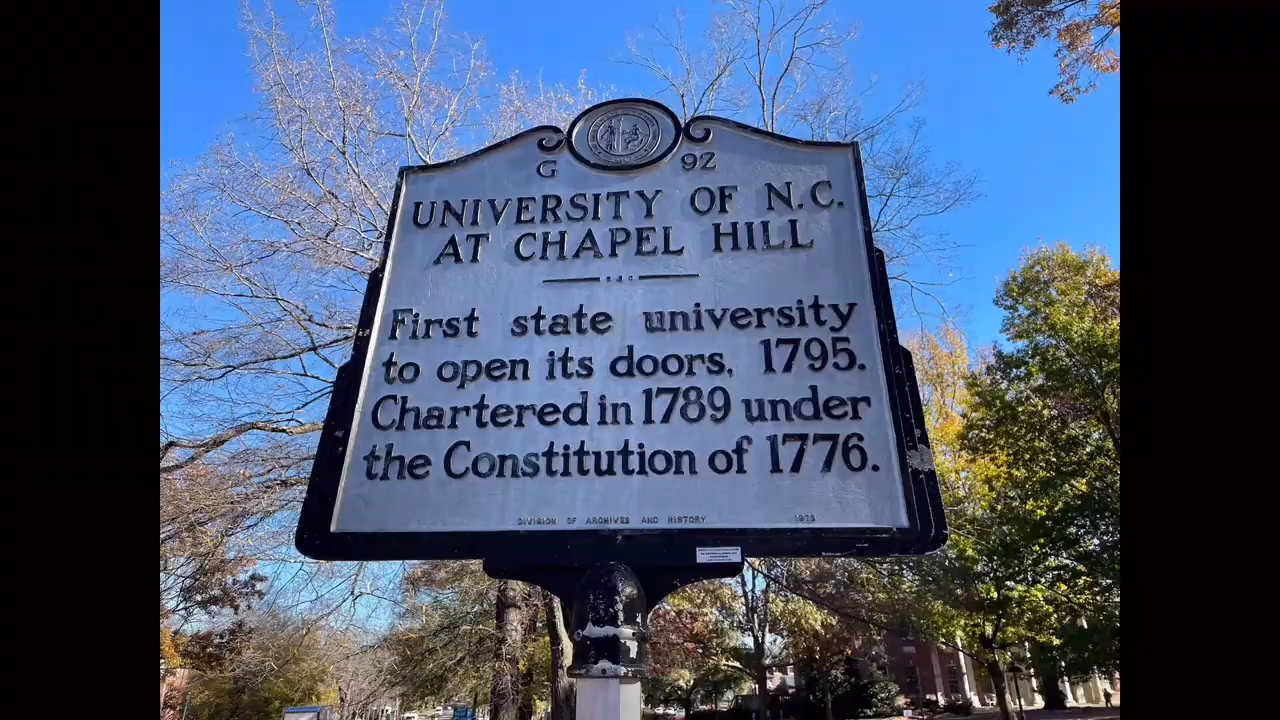 G 92
UNIVERSITY OF N.C.
AT CHAPEL HILL
First state university
to open its doors, 1795.
Chartered in 1789 under
the Constitution of 1776.
DIVISION OF ARCHIVES AND HISTORY 1979